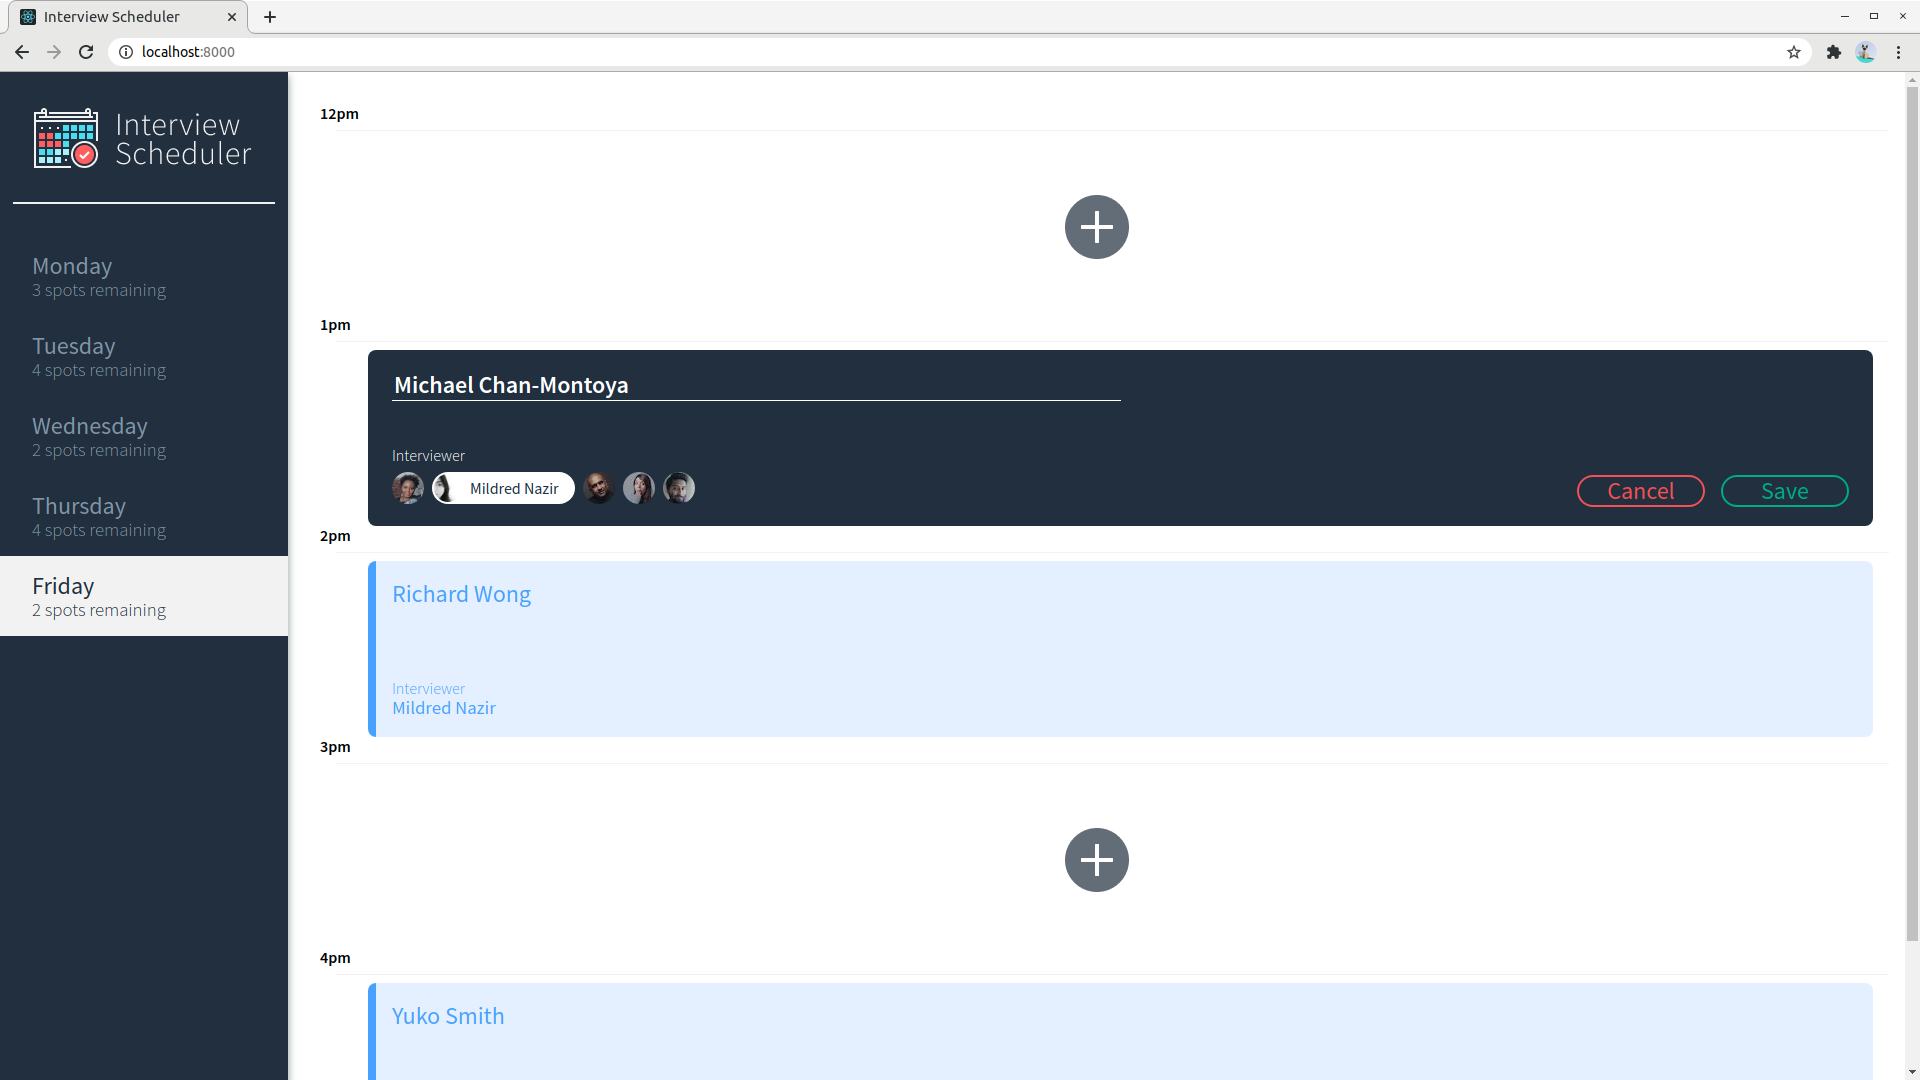 Interview Scheduler
localhost:8000
Interview
Scheduler
Monday
3 spots remaining
Tuesday
4 spots remaining
Wednesday
2 spots remaining
Thursday
4 spots remaining
Friday
2 spots remaining
12pm
1pm
Michael Chan-Montoya
Interviewer
Mildred Nazir
Cancel
Save
2pm
Richard Wong
Interviewer
Mildred Nazir
3pm
4pm
Yuko Smith